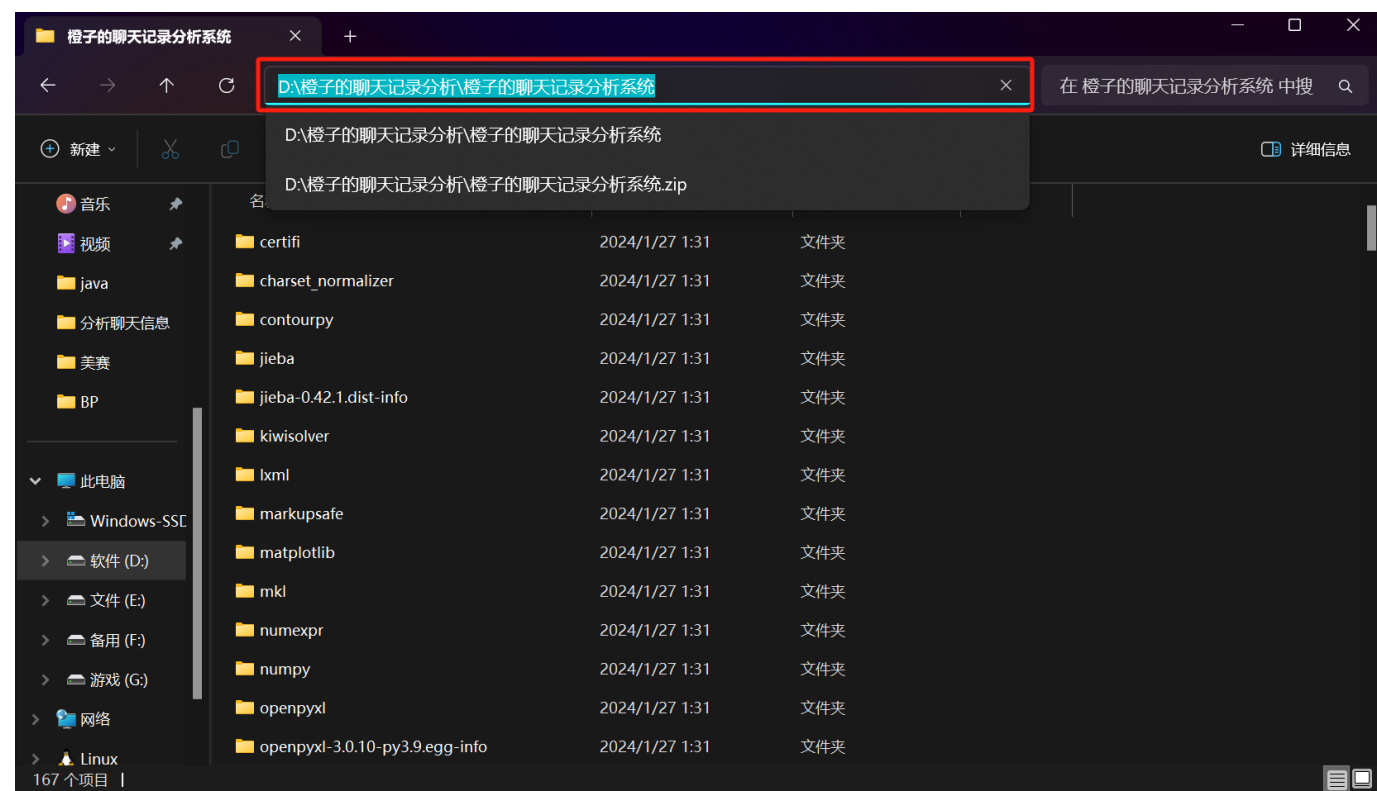 橙子的聊天记录分析系统
D:\橙子的聊天记录分析\橙子的聊天记录分析系统
在 橙子的聊天记录分析系统 中搜
D:\橙子的聊天记录分析\橙子的聊天记录分析系统
D:\橙子的聊天记录分析\橙子的聊天记录分析系统.zip
新建
详细信息
音乐
视频
java
分析聊天信息
美赛
BP
此电脑
Windows-SSD
软件 (D:)
文件 (E:)
备用 (F:)
游戏 (G:)
网络
Linux
名
certifi 2024/1/27 1:31 文件夹
charset_normalizer 2024/1/27 1:31 文件夹
contourpy 2024/1/27 1:31 文件夹
jieba 2024/1/27 1:31 文件夹
jieba-0.42.1.dist-info 2024/1/27 1:31 文件夹
kiwisolver 2024/1/27 1:31 文件夹
lxml 2024/1/27 1:31 文件夹
markupsafe 2024/1/27 1:31 文件夹
matplotlib 2024/1/27 1:31 文件夹
mkl 2024/1/27 1:31 文件夹
numexpr 2024/1/27 1:31 文件夹
numpy 2024/1/27 1:31 文件夹
openpyxl 2024/1/27 1:31 文件夹
openpyxl-3.0.10-py3.9.egg-info 2024/1/27 1:31 文件夹
167 个项目